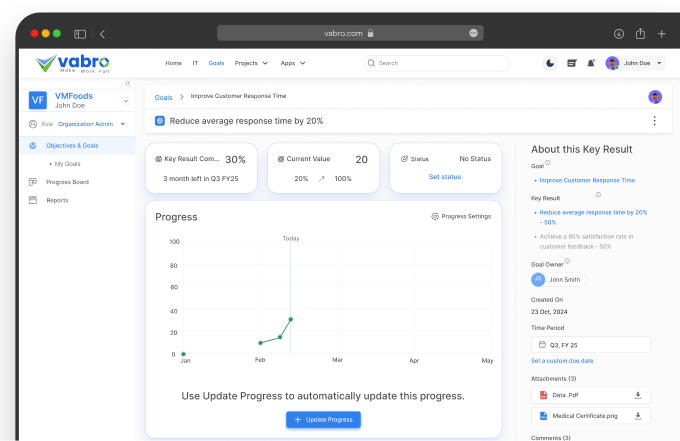 vabro.com
vabro
Make Work Fun
Home IT Goals Projects Apps
Search
John Doe
VF
VMFoods
John Doe
Role Organization Admin
Objectives & Goals
• My Goals
Progress Board
Reports
Goals > Improve Customer Response Time
Reduce average response time by 20%
Key Result Com... 30%
3 month left in Q3 FY25
Current Value 20
20% 100%
Status No Status
Set status
Progress
Progress Settings
Today
100
80
60
40
20
0
Jan Feb Mar Apr May
Use Update Progress to automatically update this progress.
+ Update Progress
About this Key Result
Goal
• Improve Customer Response Time
Key Result
• Reduce average response time by 20%
- 50%
• Achieve a 95% satisfaction rate in
customer feedback - 50%
Goal Owner
JS John Smith
Created On
23 Oct, 2024
Time Period
Q3, FY 25
Set a custom due date
Attachments (3)
Data .Pdf
Medical Certificate.png
Comments (3)